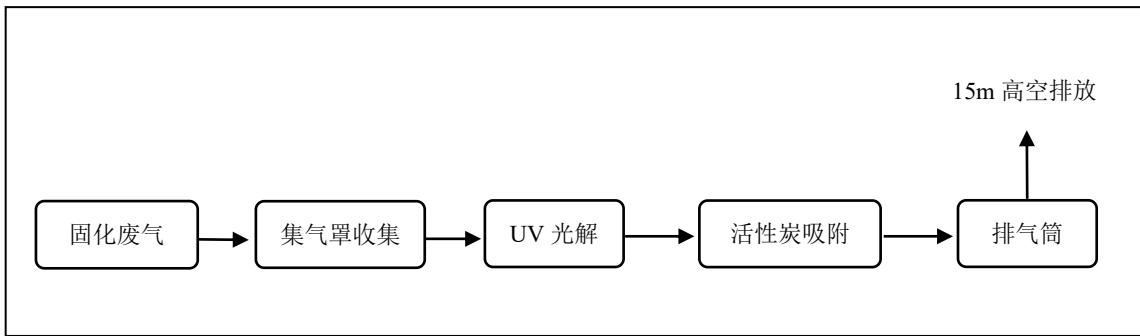 15m 高空排放
固化废气
集气罩收集
UV 光解
活性炭吸附
排气筒